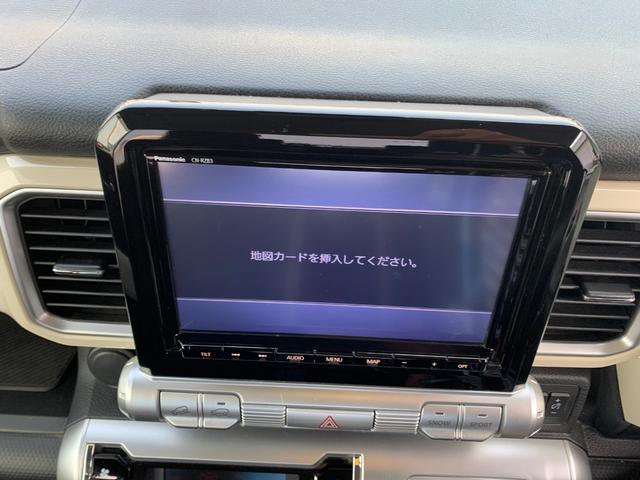 Panasonic CN-RZ83
地図カードを挿入してください。
TILT AUDIO MENU MAP - + OPT
SNOW SPORT